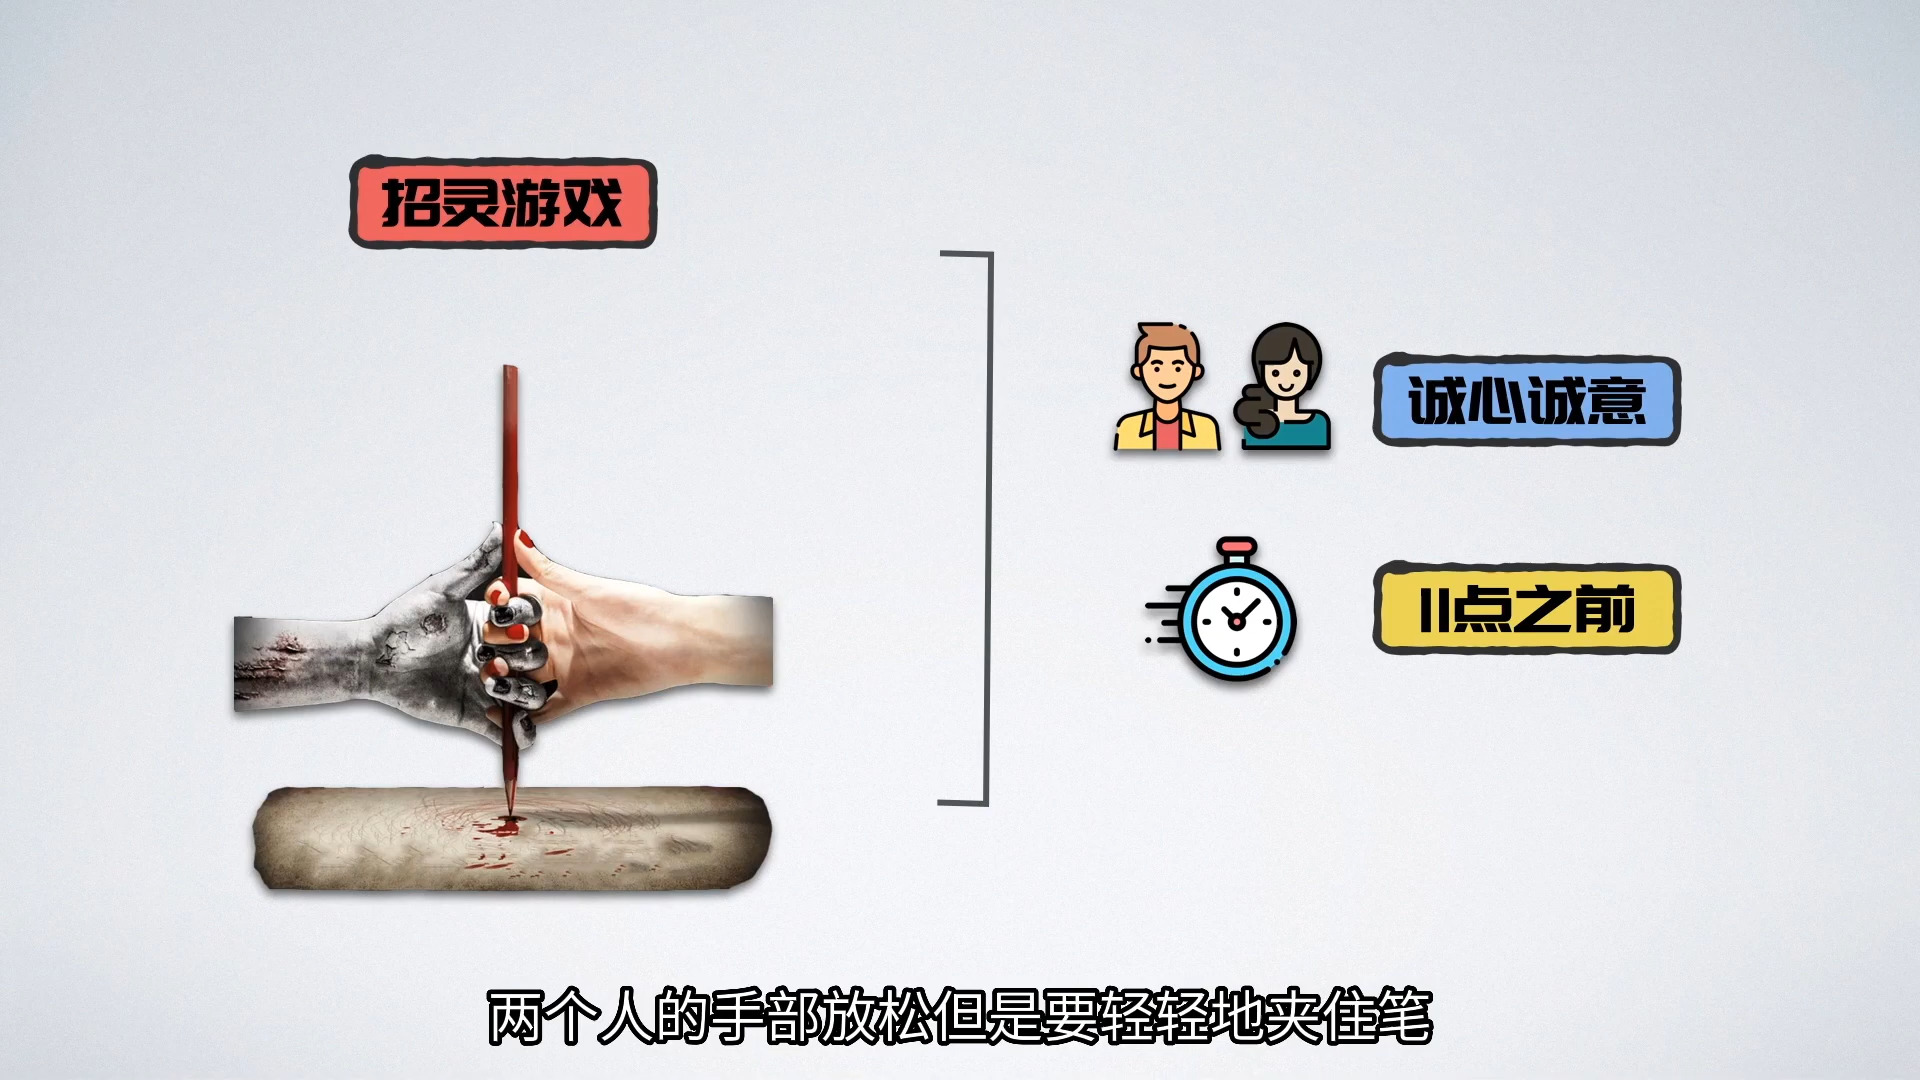 招灵游戏
诚心诚意
11点之前
两个人的手部放松但是要轻轻地夹住笔